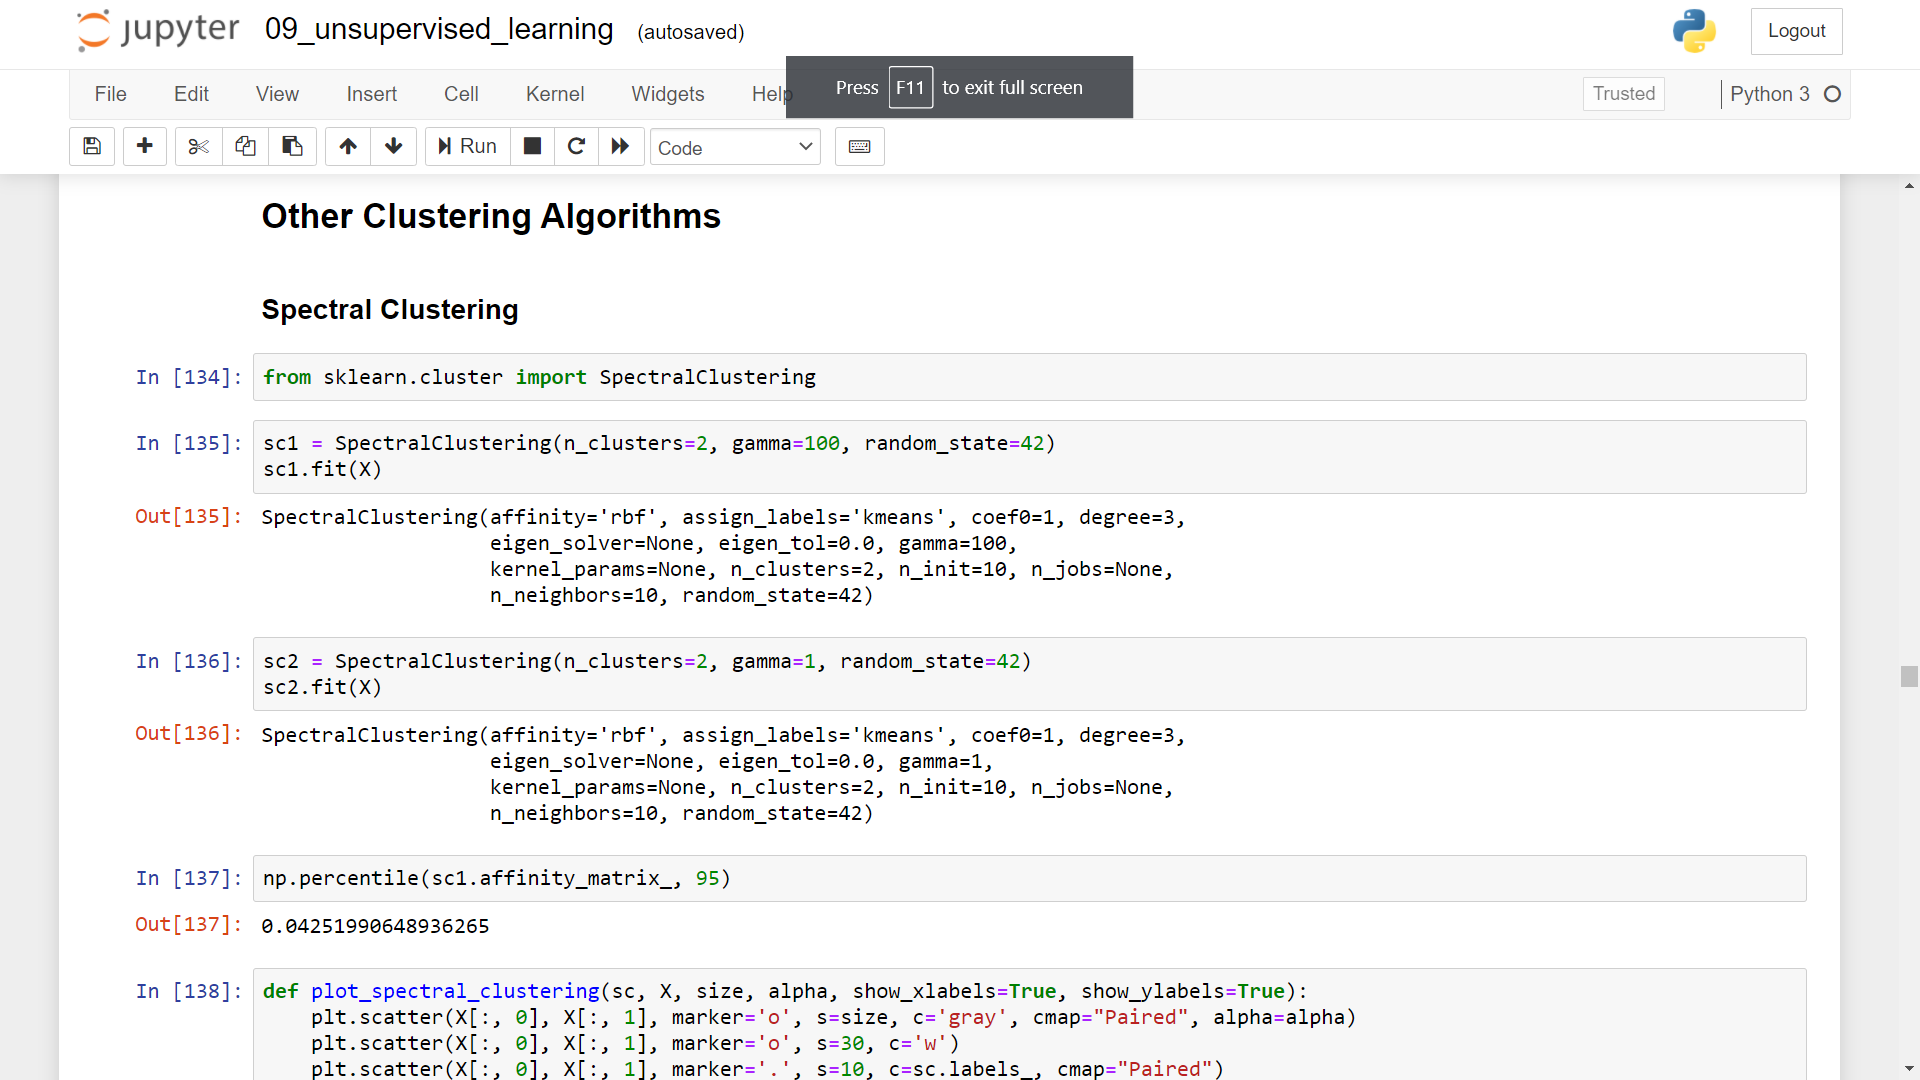 jupyter 09_unsupervised_learning (autosaved)
Logout
Press F11 to exit full screen
File Edit View Insert Cell Kernel Widgets Help
Trusted
Python 3
Run
Code
Other Clustering Algorithms
Spectral Clustering
In [134]: from sklearn.cluster import SpectralClustering
In [135]: sc1 = SpectralClustering(n_clusters=2, gamma=100, random_state=42)
sc1.fit(X)
Out[135]: SpectralClustering(affinity='rbf', assign_labels='kmeans', coef0=1, degree=3,
eigen_solver=None, eigen_tol=0.0, gamma=100,
kernel_params=None, n_clusters=2, n_init=10, n_jobs=None,
n_neighbors=10, random_state=42)
In [136]: sc2 = SpectralClustering(n_clusters=2, gamma=1, random_state=42)
sc2.fit(X)
Out[136]: SpectralClustering(affinity='rbf', assign_labels='kmeans', coef0=1, degree=3,
eigen_solver=None, eigen_tol=0.0, gamma=1,
kernel_params=None, n_clusters=2, n_init=10, n_jobs=None,
n_neighbors=10, random_state=42)
In [137]: np.percentile(sc1.affinity_matrix_, 95)
Out[137]: 0.04251990648936265
In [138]: def plot_spectral_clustering(sc, X, size, alpha, show_xlabels=True, show_ylabels=True):
plt.scatter(X[:, 0], X[:, 1], marker='o', s=size, c='gray', cmap="Paired", alpha=alpha)
plt.scatter(X[:, 0], X[:, 1], marker='o', s=30, c='w')
plt.scatter(X[:, 0], X[:, 1], marker='.', s=10, c=sc.labels_, cmap="Paired")